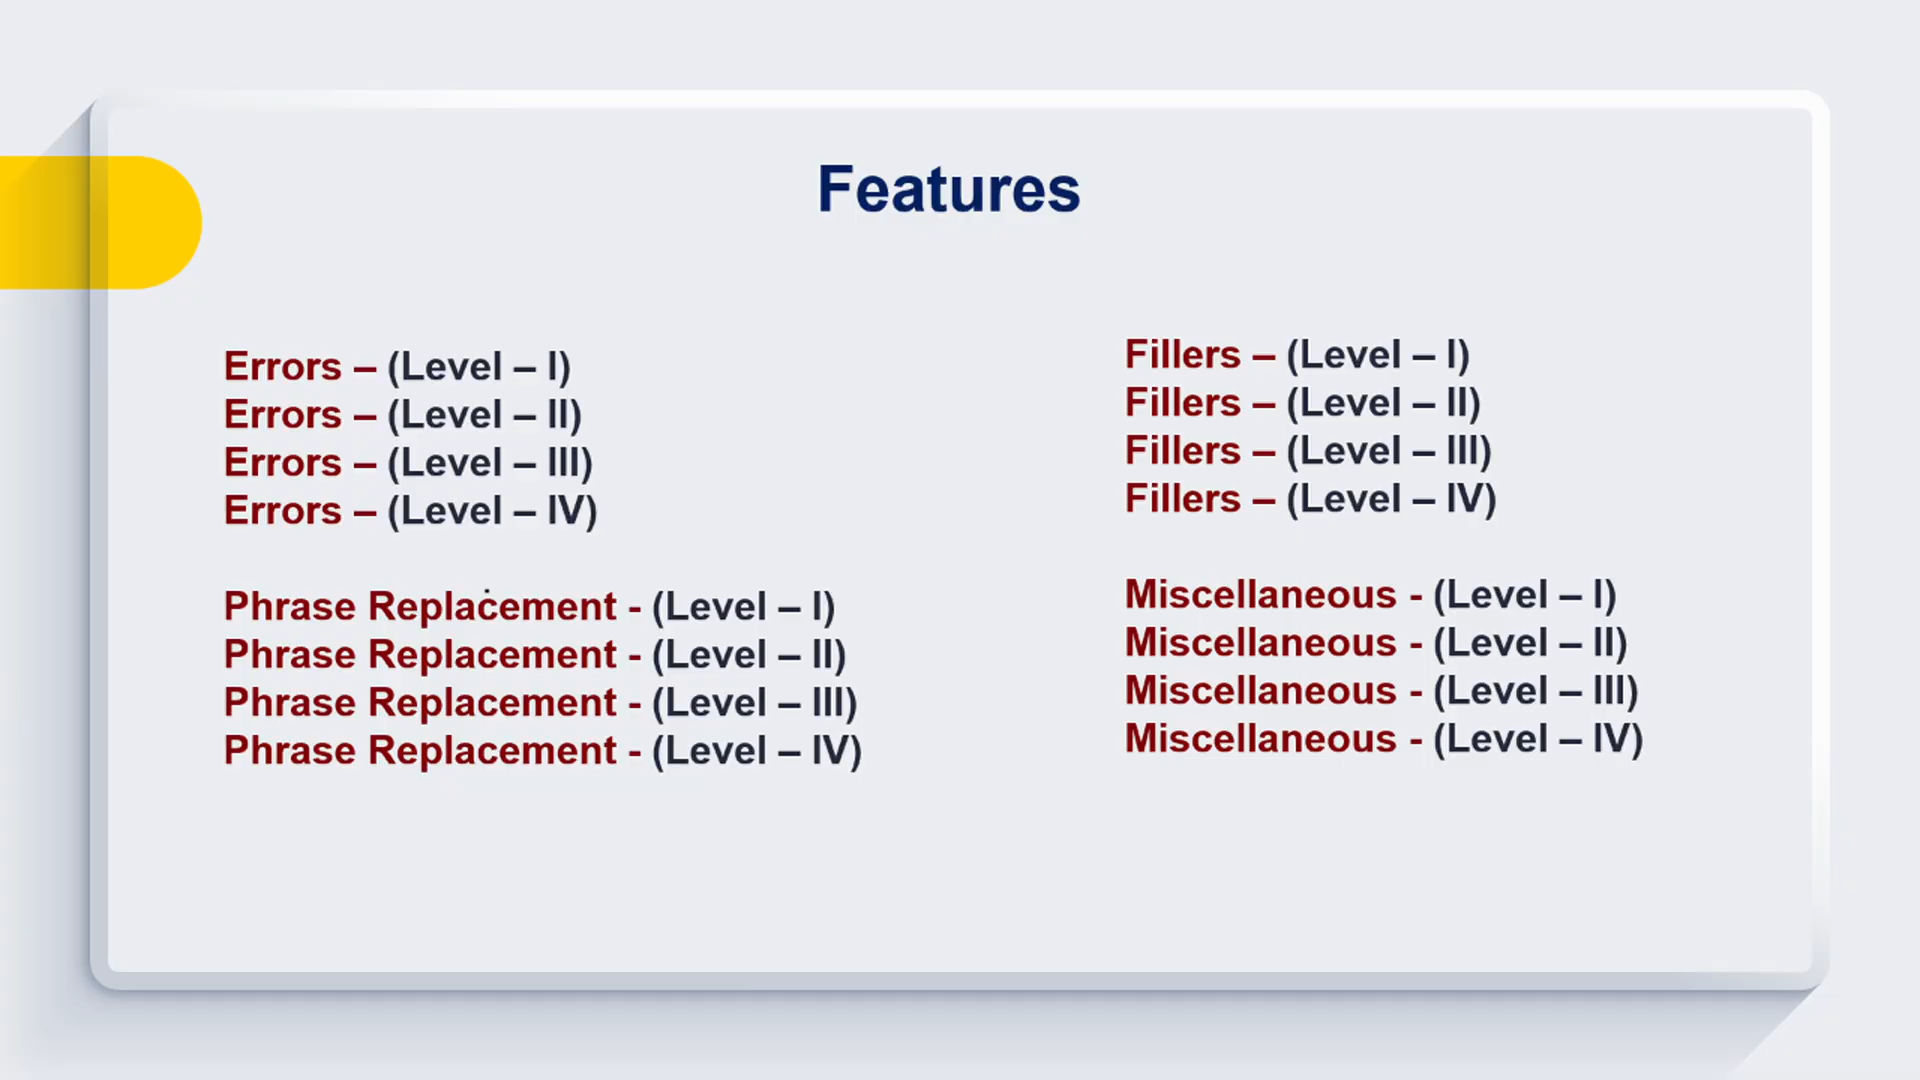 Features
Errors – (Level – I)
Errors – (Level – II)
Errors – (Level – III)
Errors – (Level – IV)
Phrase Replacement - (Level – I)
Phrase Replacement - (Level – II)
Phrase Replacement - (Level – III)
Phrase Replacement - (Level – IV)
Fillers – (Level – I)
Fillers – (Level – II)
Fillers – (Level – III)
Fillers – (Level – IV)
Miscellaneous - (Level – I)
Miscellaneous - (Level – II)
Miscellaneous - (Level – III)
Miscellaneous - (Level – IV)